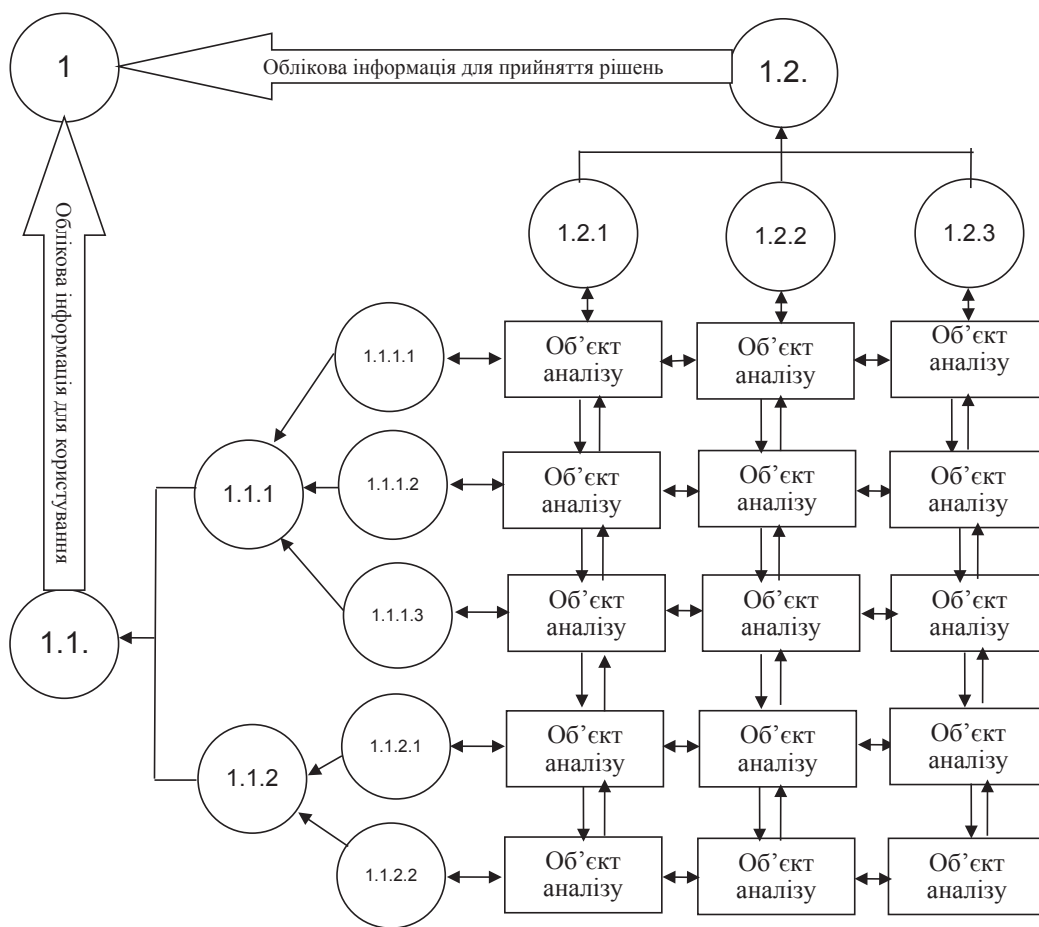 1
Облікова інформація для прийняття рішень
1.2.
Облікова інформація для користування
1.2.1
1.2.2
1.2.3
1.1.1.1
Об’єкт
аналізу
Об’єкт
аналізу
Об’єкт
аналізу
1.1.1
1.1.1.2
Об’єкт
аналізу
Об’єкт
аналізу
Об’єкт
аналізу
1.1.
1.1.1.3
Об’єкт
аналізу
Об’єкт
аналізу
Об’єкт
аналізу
1.1.2
1.1.2.1
Об’єкт
аналізу
Об’єкт
аналізу
Об’єкт
аналізу
1.1.2.2
Об’єкт
аналізу
Об’єкт
аналізу
Об’єкт
аналізу